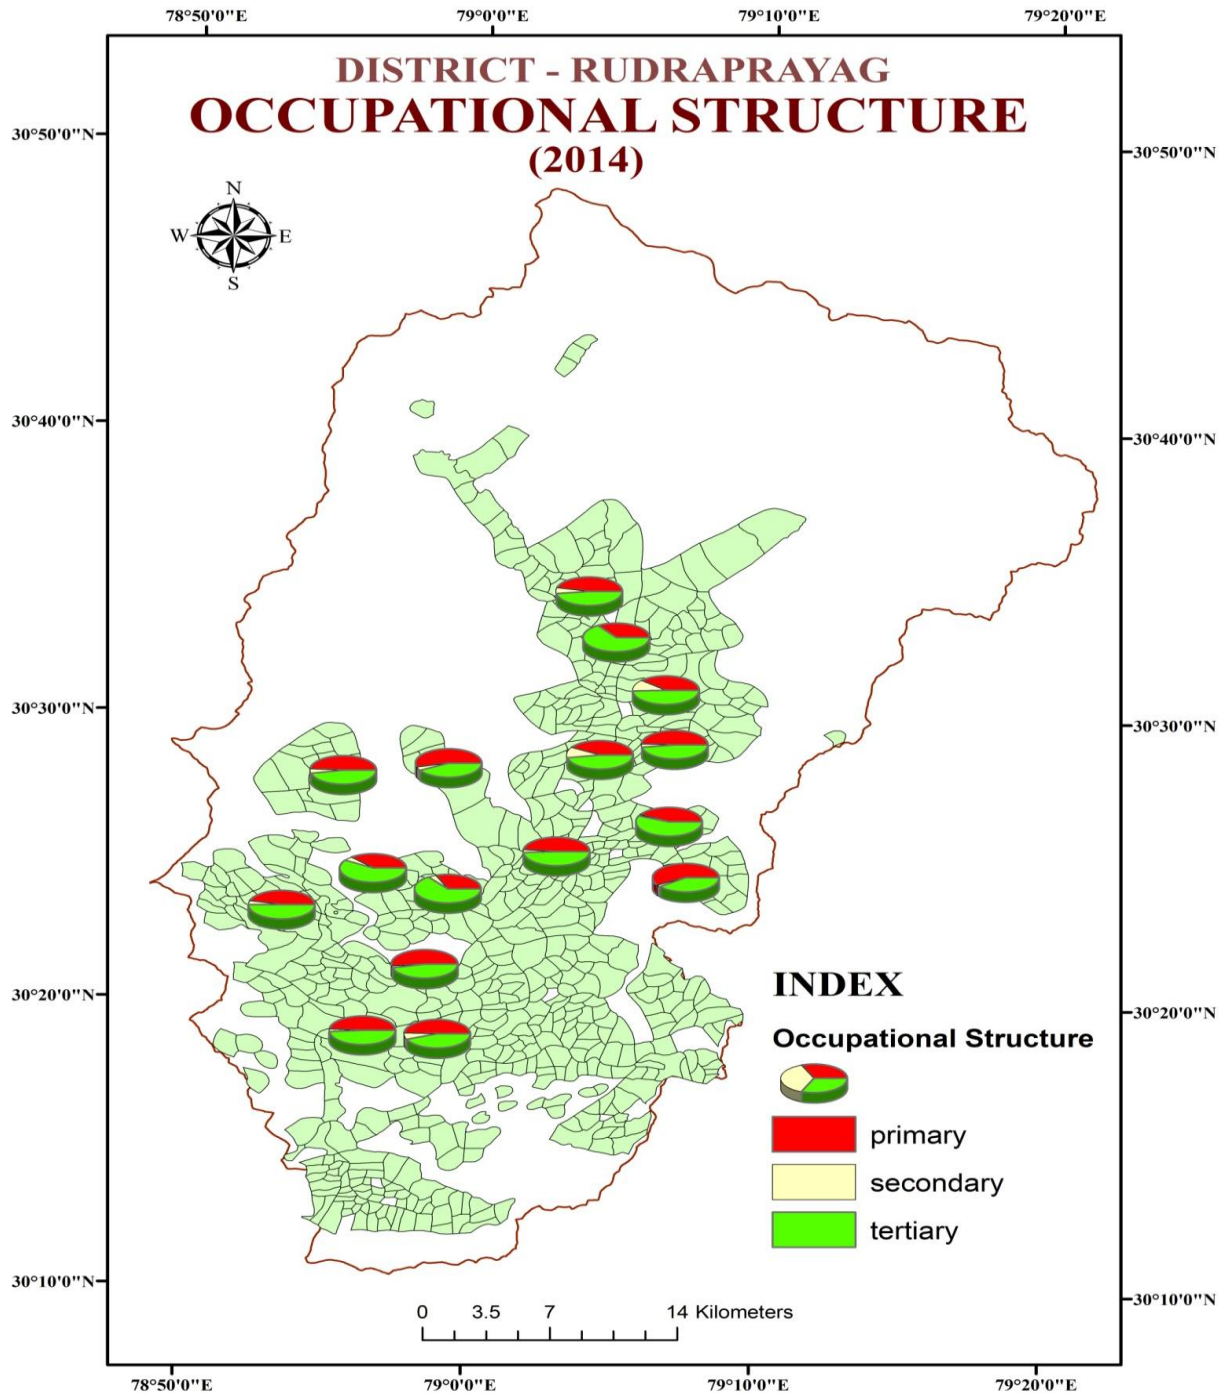 78°50'0"E 79°0'0"E 79°10'0"E 79°20'0"E
DISTRICT - RUDRAPRAYAG
OCCUPATIONAL STRUCTURE
(2014)
30°50'0"N
30°50'0"N
N
W E
S
30°40'0"N
30°40'0"N
30°30'0"N
30°30'0"N
INDEX
30°20'0"N
30°20'0"N
Occupational Structure
primary
secondary
tertiary
30°10'0"N
30°10'0"N
0 3.5 7 14 Kilometers
78°50'0"E 79°0'0"E 79°10'0"E 79°20'0"E